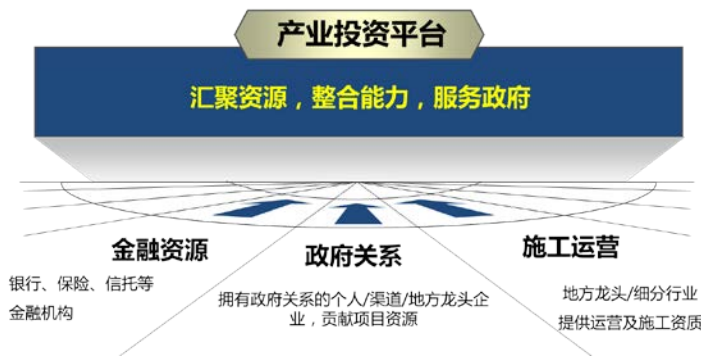 产业投资平台
汇聚资源，整合能力，服务政府
金融资源
政府关系
施工运营
银行、保险、信托等
金融机构
拥有政府关系的个人/渠道/地方龙头企
业，贡献项目资源
地方龙头/细分行业
提供运营及施工资质